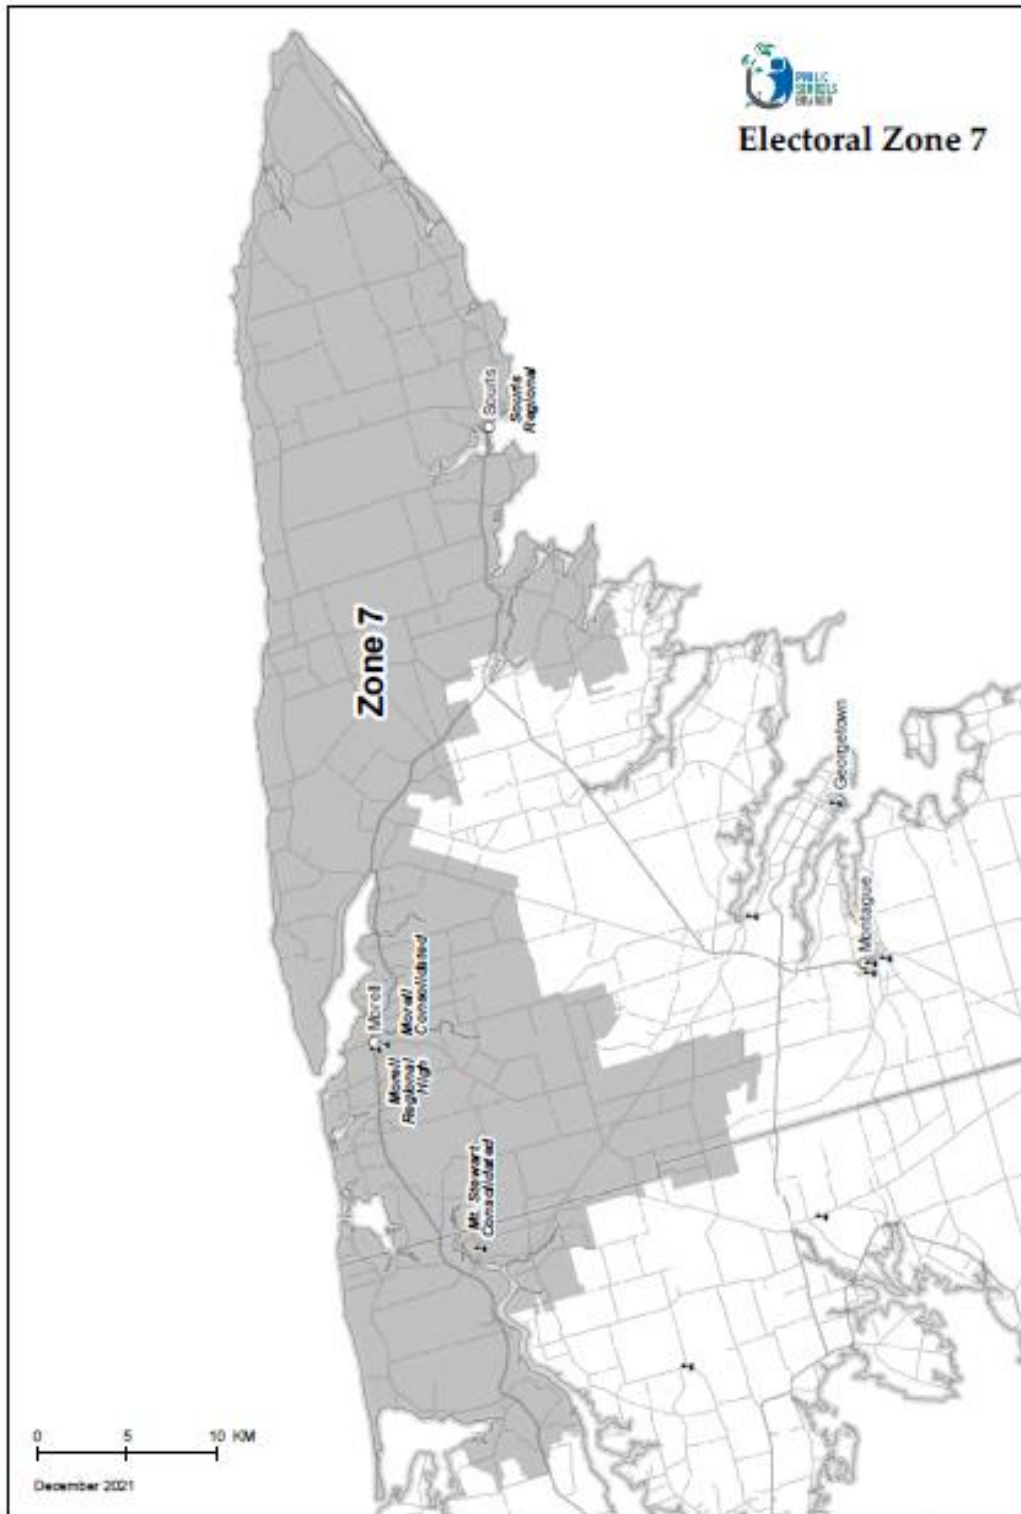 PUBLIC
SCHOOLS
BRANCH
Electoral Zone 7
Souris
Souris
Regional
Zone 7
Georgetown
Montague
Morell
Morell
Consolidated
Morell
Regional
High
Mt. Stewart
Consolidated
0 5 10 KM
December 2021